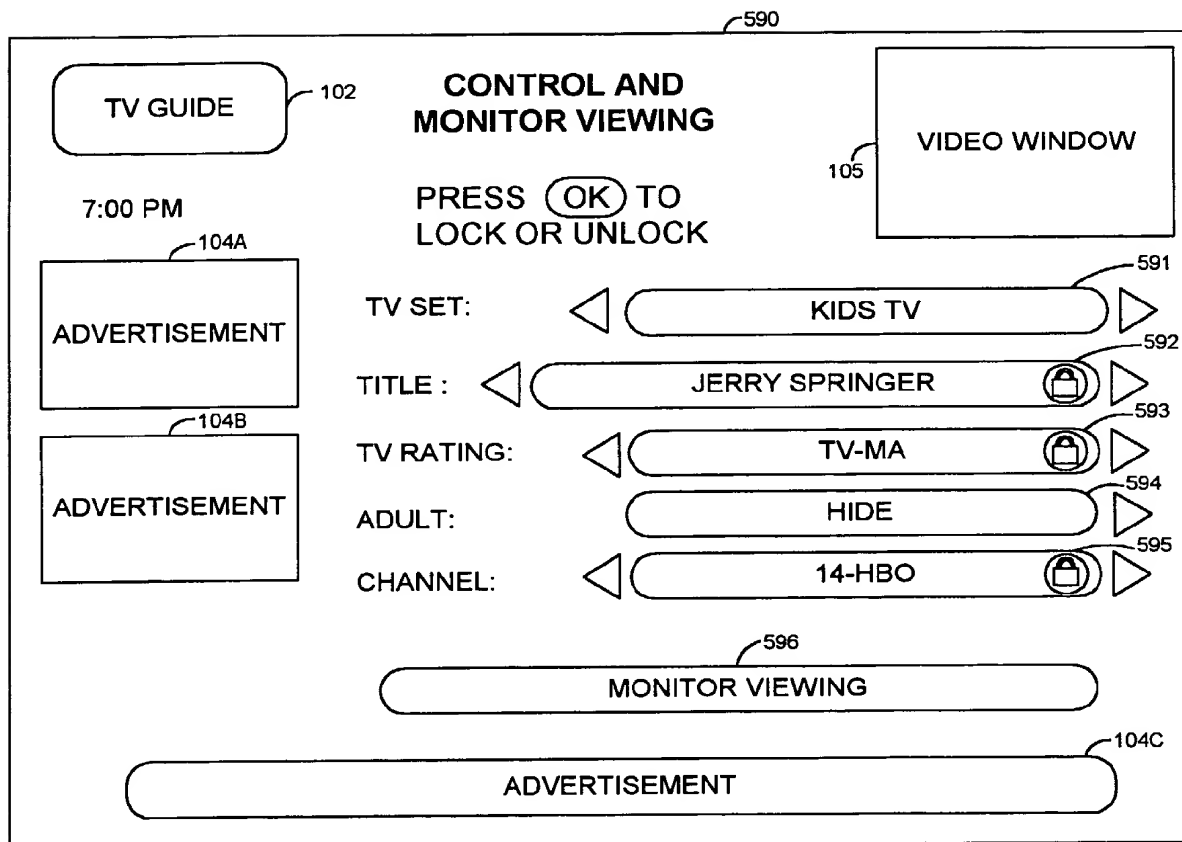 590
TV GUIDE
102
CONTROL AND
MONITOR VIEWING
VIDEO WINDOW
105
7:00 PM
PRESS OK TO
LOCK OR UNLOCK
104A
ADVERTISEMENT
104B
ADVERTISEMENT
591
TV SET: KIDS TV
592
TITLE : JERRY SPRINGER
593
TV RATING: TV-MA
594
ADULT: HIDE
595
CHANNEL: 14-HBO
596
MONITOR VIEWING
104C
ADVERTISEMENT